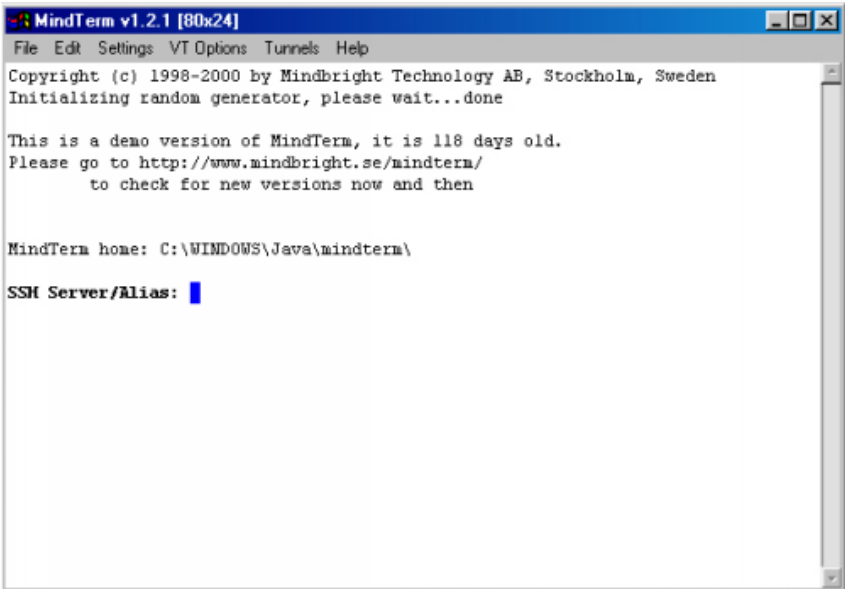 MindTerm v1.2.1 [80x24]
File Edit Settings VT Options Tunnels Help
Copyright (c) 1998-2000 by Mindbright Technology AB, Stockholm, Sweden
Initializing random generator, please wait...done
This is a demo version of MindTerm, it is 118 days old.
Please go to http://www.mindbright.se/mindterm/
to check for new versions now and then
MindTerm home: C:\WINDOWS\Java\mindterm\
SSH Server/Alias: